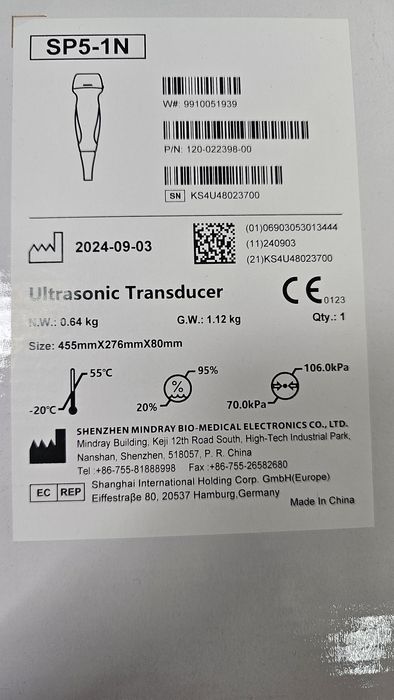 SP5-1N
W#: 9910051939
P/N: 120-022398-00
SN KS4U48023700
2024-09-03
(01)06903053013444
(11)240903
(21)KS4U48023700
Ultrasonic Transducer
CE 0123
N.W.: 0.64 kg G.W.: 1.12 kg Qty.: 1
Size: 455mmX276mmX80mm
55℃
-20℃
95%
%
20%
106.0kPa
70.0kPa
SHENZHEN MINDRAY BIO-MEDICAL ELECTRONICS CO., LTD.
Mindray Building, Keji 12th Road South, High-Tech Industrial Park,
Nanshan, Shenzhen, 518057, P. R. China
Tel :+86-755-81888998 Fax :+86-755-26582680
EC REP
Shanghai International Holding Corp. GmbH(Europe)
Eiffestraße 80, 20537 Hamburg,Germany
Made In China